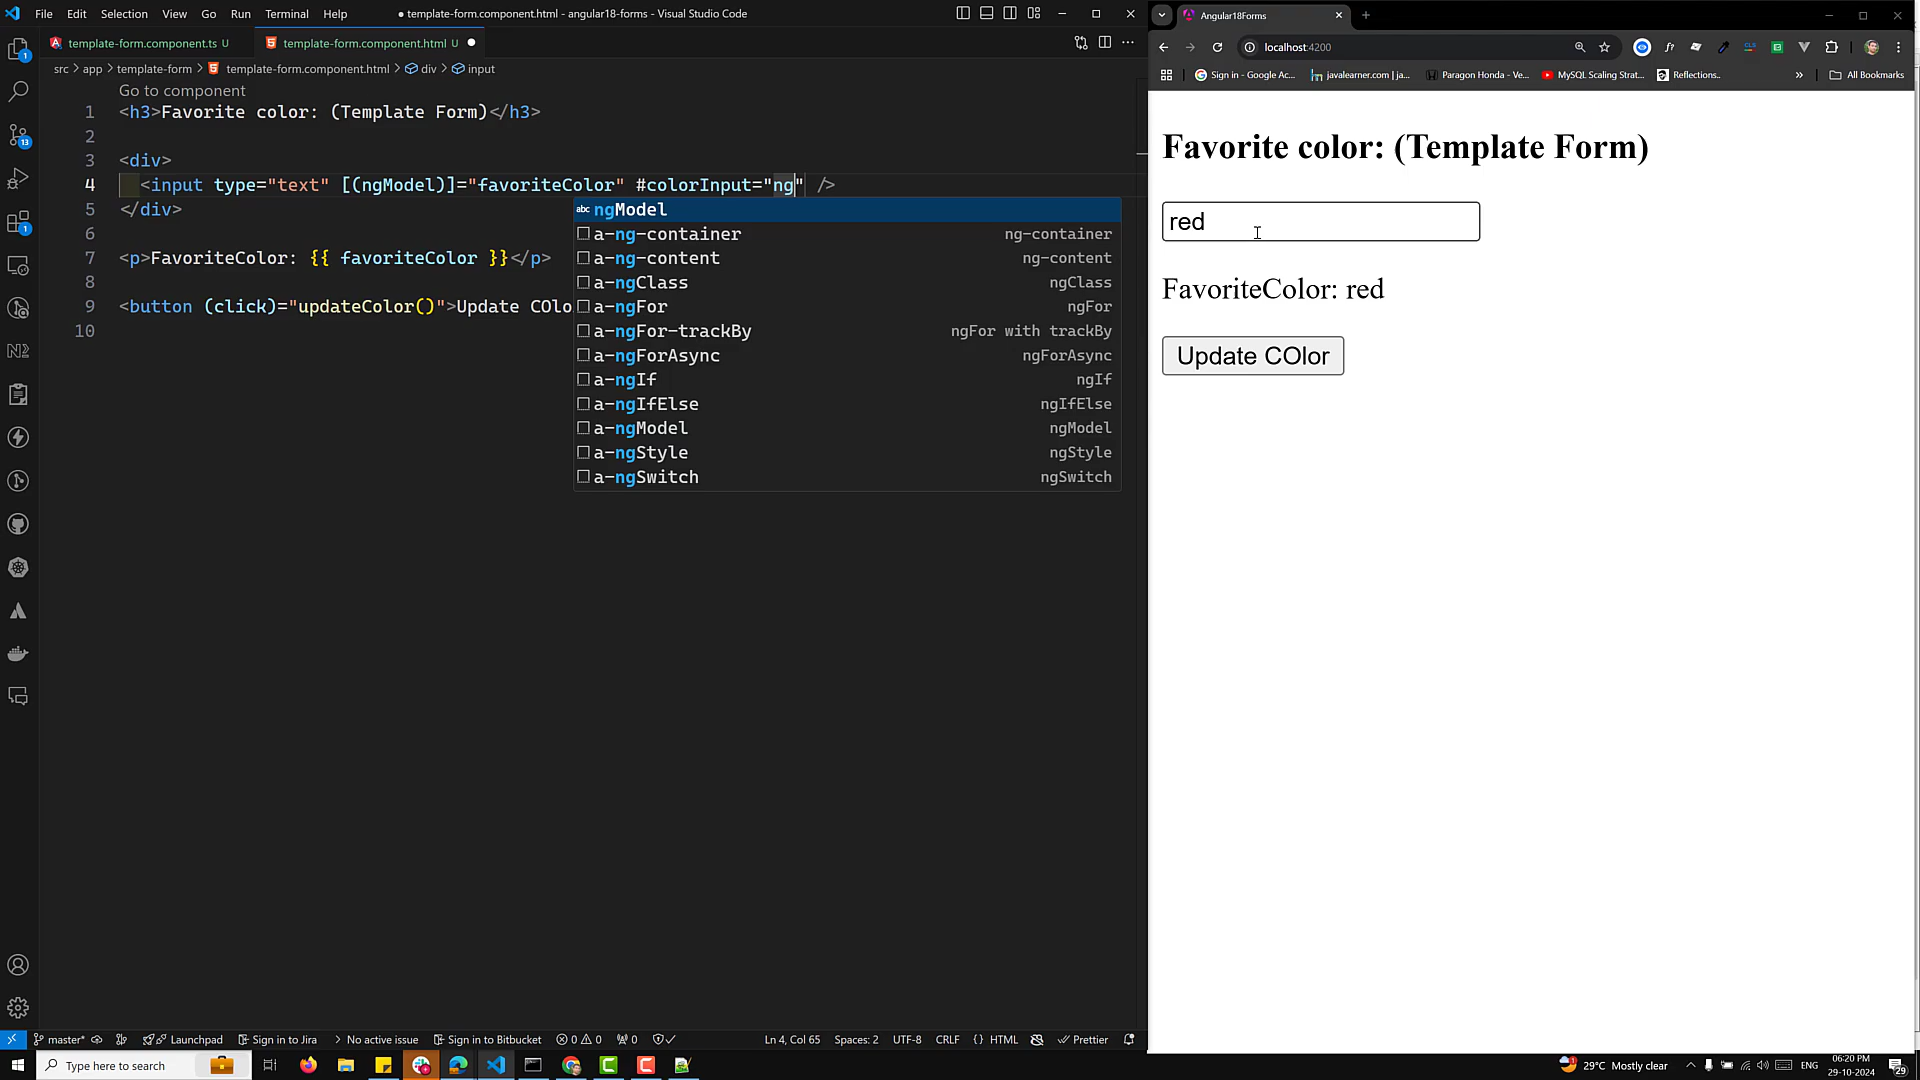 File Edit Selection View Go Run Terminal Help
● template-form.component.html - angular18-forms - Visual Studio Code
template-form.component.ts U
template-form.component.html U ●
src > app > template-form > template-form.component.html > div > input
Go to component
1 <h3>Favorite color: (Template Form)</h3>
2
3 <div>
4 <input type="text" [(ngModel)]="favoriteColor" #colorInput="ng" />
5 </div>
6
7 <p>FavoriteColor: {{ favoriteColor }}</p>
8
9 <button (click)="updateColor()">Update COlo
10
abc ngModel
a-ng-container ng-container
a-ng-content ng-content
a-ngClass ngClass
a-ngFor ngFor
a-ngFor-trackBy ngFor with trackBy
a-ngForAsync ngForAsync
a-ngIf ngIf
a-ngIfElse ngIfElse
a-ngModel ngModel
a-ngStyle ngStyle
a-ngSwitch ngSwitch
1
13
1
N2
master* Launchpad Sign in to Jira No active issue Sign in to Bitbucket 0 0 0
Ln 4, Col 65 Spaces: 2 UTF-8 CRLF {} HTML Prettier
Angular18Forms
localhost:4200
f?
CLS
Sign in - Google Ac...
javalearner.com | ja...
Paragon Honda - Ve...
MySQL Scaling Strat...
Reflections..
» All Bookmarks
Favorite color: (Template Form)
red
FavoriteColor: red
Update COlor
Type here to search
29°C Mostly clear
ENG
06:20 PM
29-10-2024
29